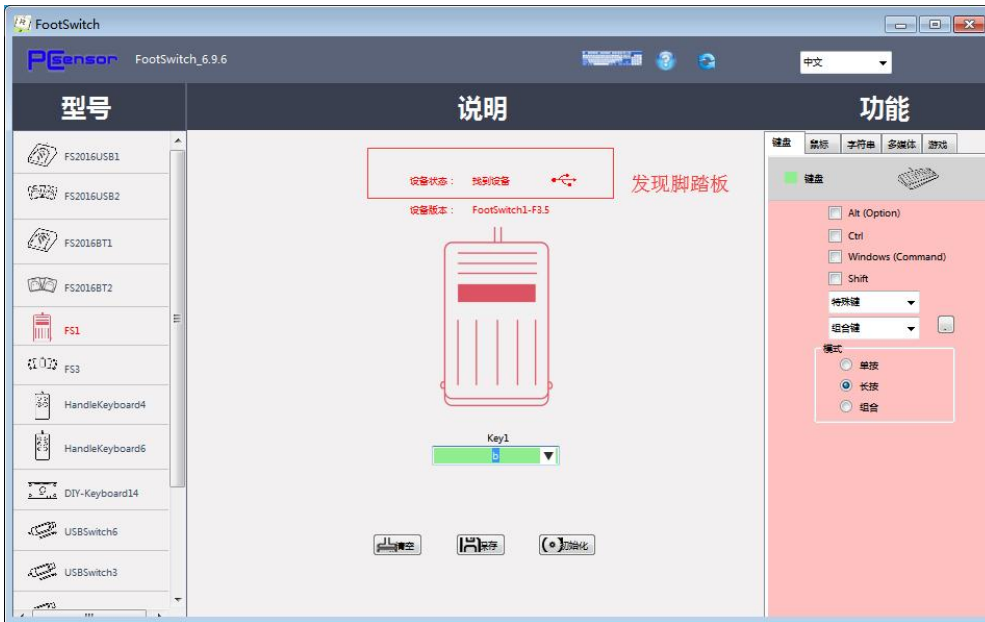 FootSwitch
PCsensor FootSwitch_6.9.6
中文
型号
说明
功能
FS2016USB1
FS2016USB2
FS2016BT1
FS2016BT2
FS1
FS3
HandleKeyboard4
HandleKeyboard6
DIY-Keyboard14
USBSwitch6
USBSwitch3
设备状态： 找到设备
发现脚踏板
设备版本： FootSwitch1-F3.5
Key1
b
清空
保存
初始化
键盘 鼠标 字符串 多媒体 游戏
键盘
Alt (Option)
Ctrl
Windows (Command)
Shift
特殊键
组合键
模式
单按
长按
组合